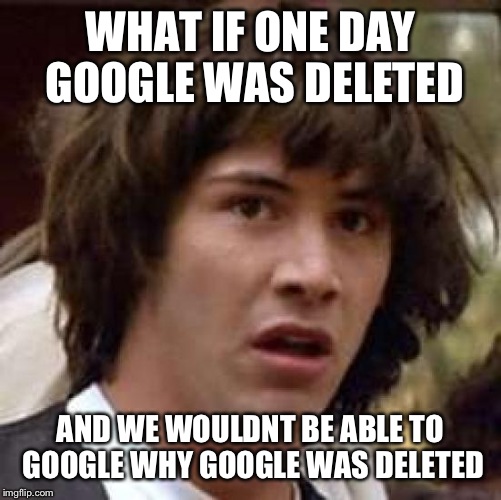 WHAT IF ONE DAY
GOOGLE WAS DELETED
AND WE WOULDNT BE ABLE TO
GOOGLE WHY GOOGLE WAS DELETED
imgflip.com